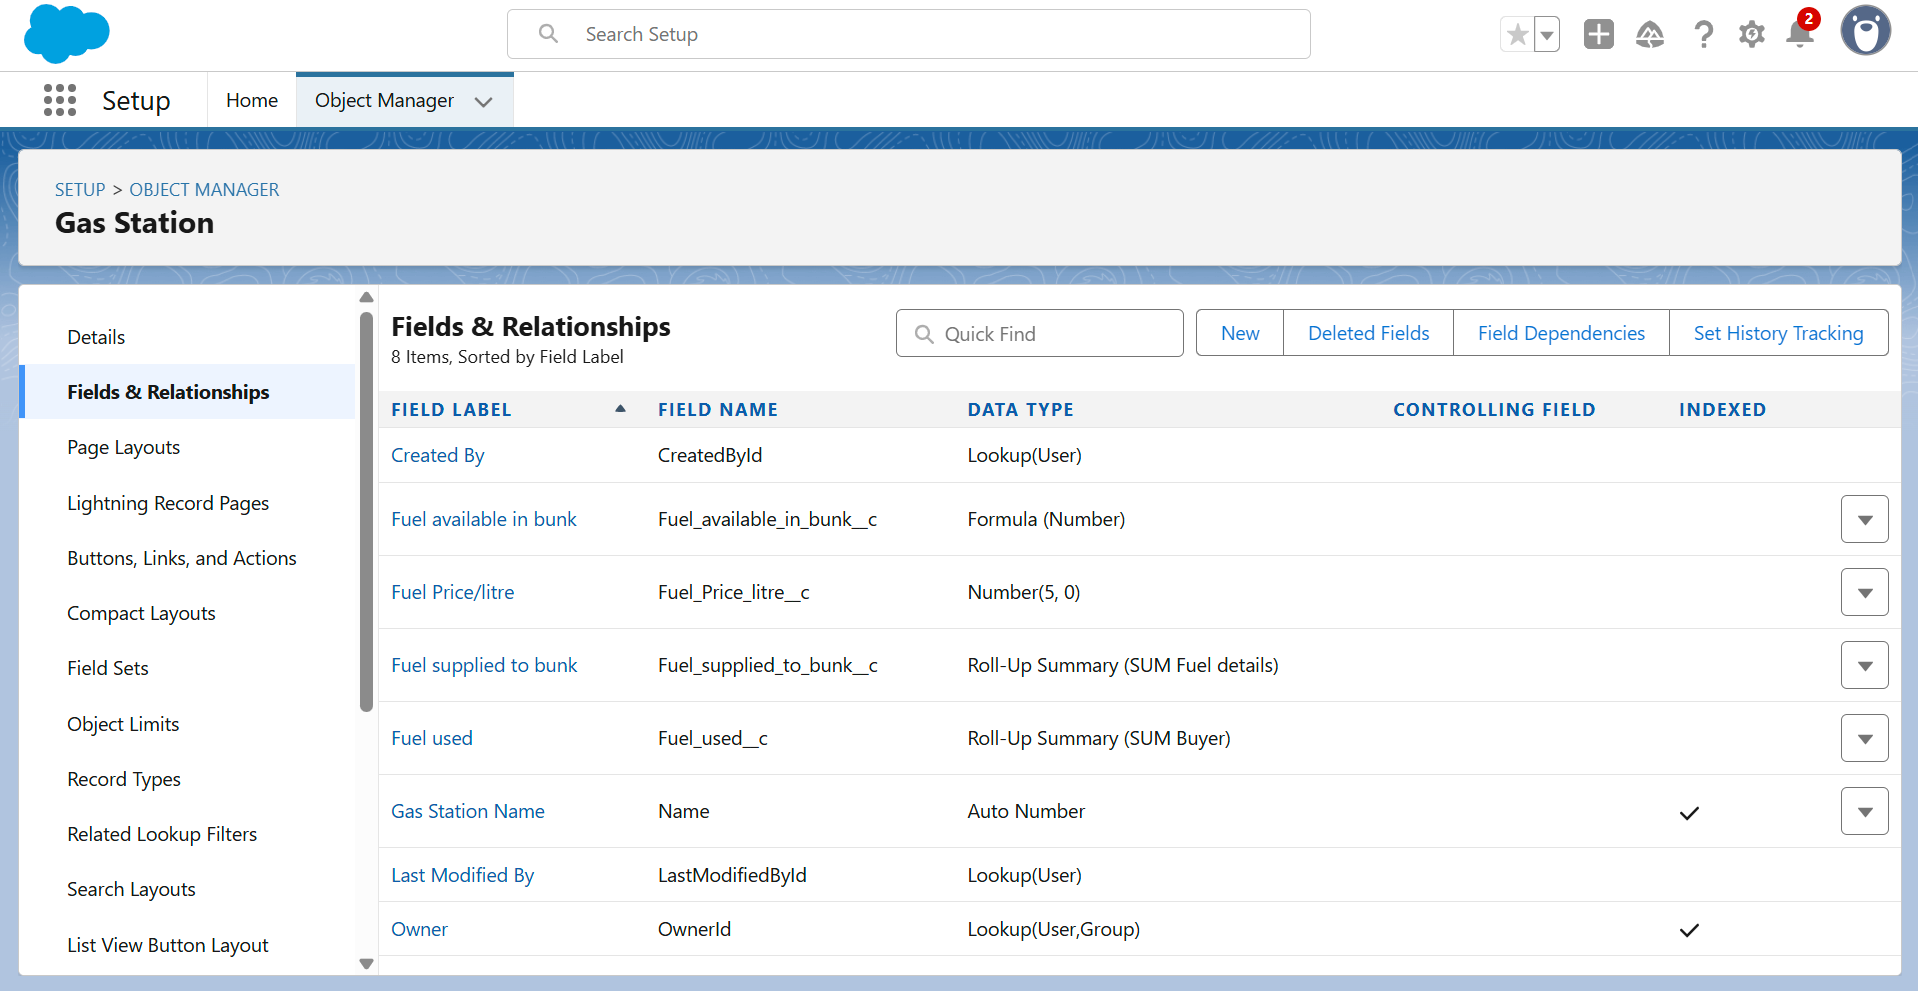 Search Setup
2
Setup
Home
Object Manager
SETUP > OBJECT MANAGER
Gas Station
Details
Fields & Relationships
Page Layouts
Lightning Record Pages
Buttons, Links, and Actions
Compact Layouts
Field Sets
Object Limits
Record Types
Related Lookup Filters
Search Layouts
List View Button Layout
Fields & Relationships
8 Items, Sorted by Field Label
Quick Find
New
Deleted Fields
Field Dependencies
Set History Tracking
FIELD LABEL FIELD NAME DATA TYPE CONTROLLING FIELD INDEXED
Created By CreatedById Lookup(User)
Fuel available in bunk Fuel_available_in_bunk__c Formula (Number)
Fuel Price/litre Fuel_Price_litre__c Number(5, 0)
Fuel supplied to bunk Fuel_supplied_to_bunk__c Roll-Up Summary (SUM Fuel details)
Fuel used Fuel_used__c Roll-Up Summary (SUM Buyer)
Gas Station Name Name Auto Number
Last Modified By LastModifiedById Lookup(User)
Owner OwnerId Lookup(User,Group)